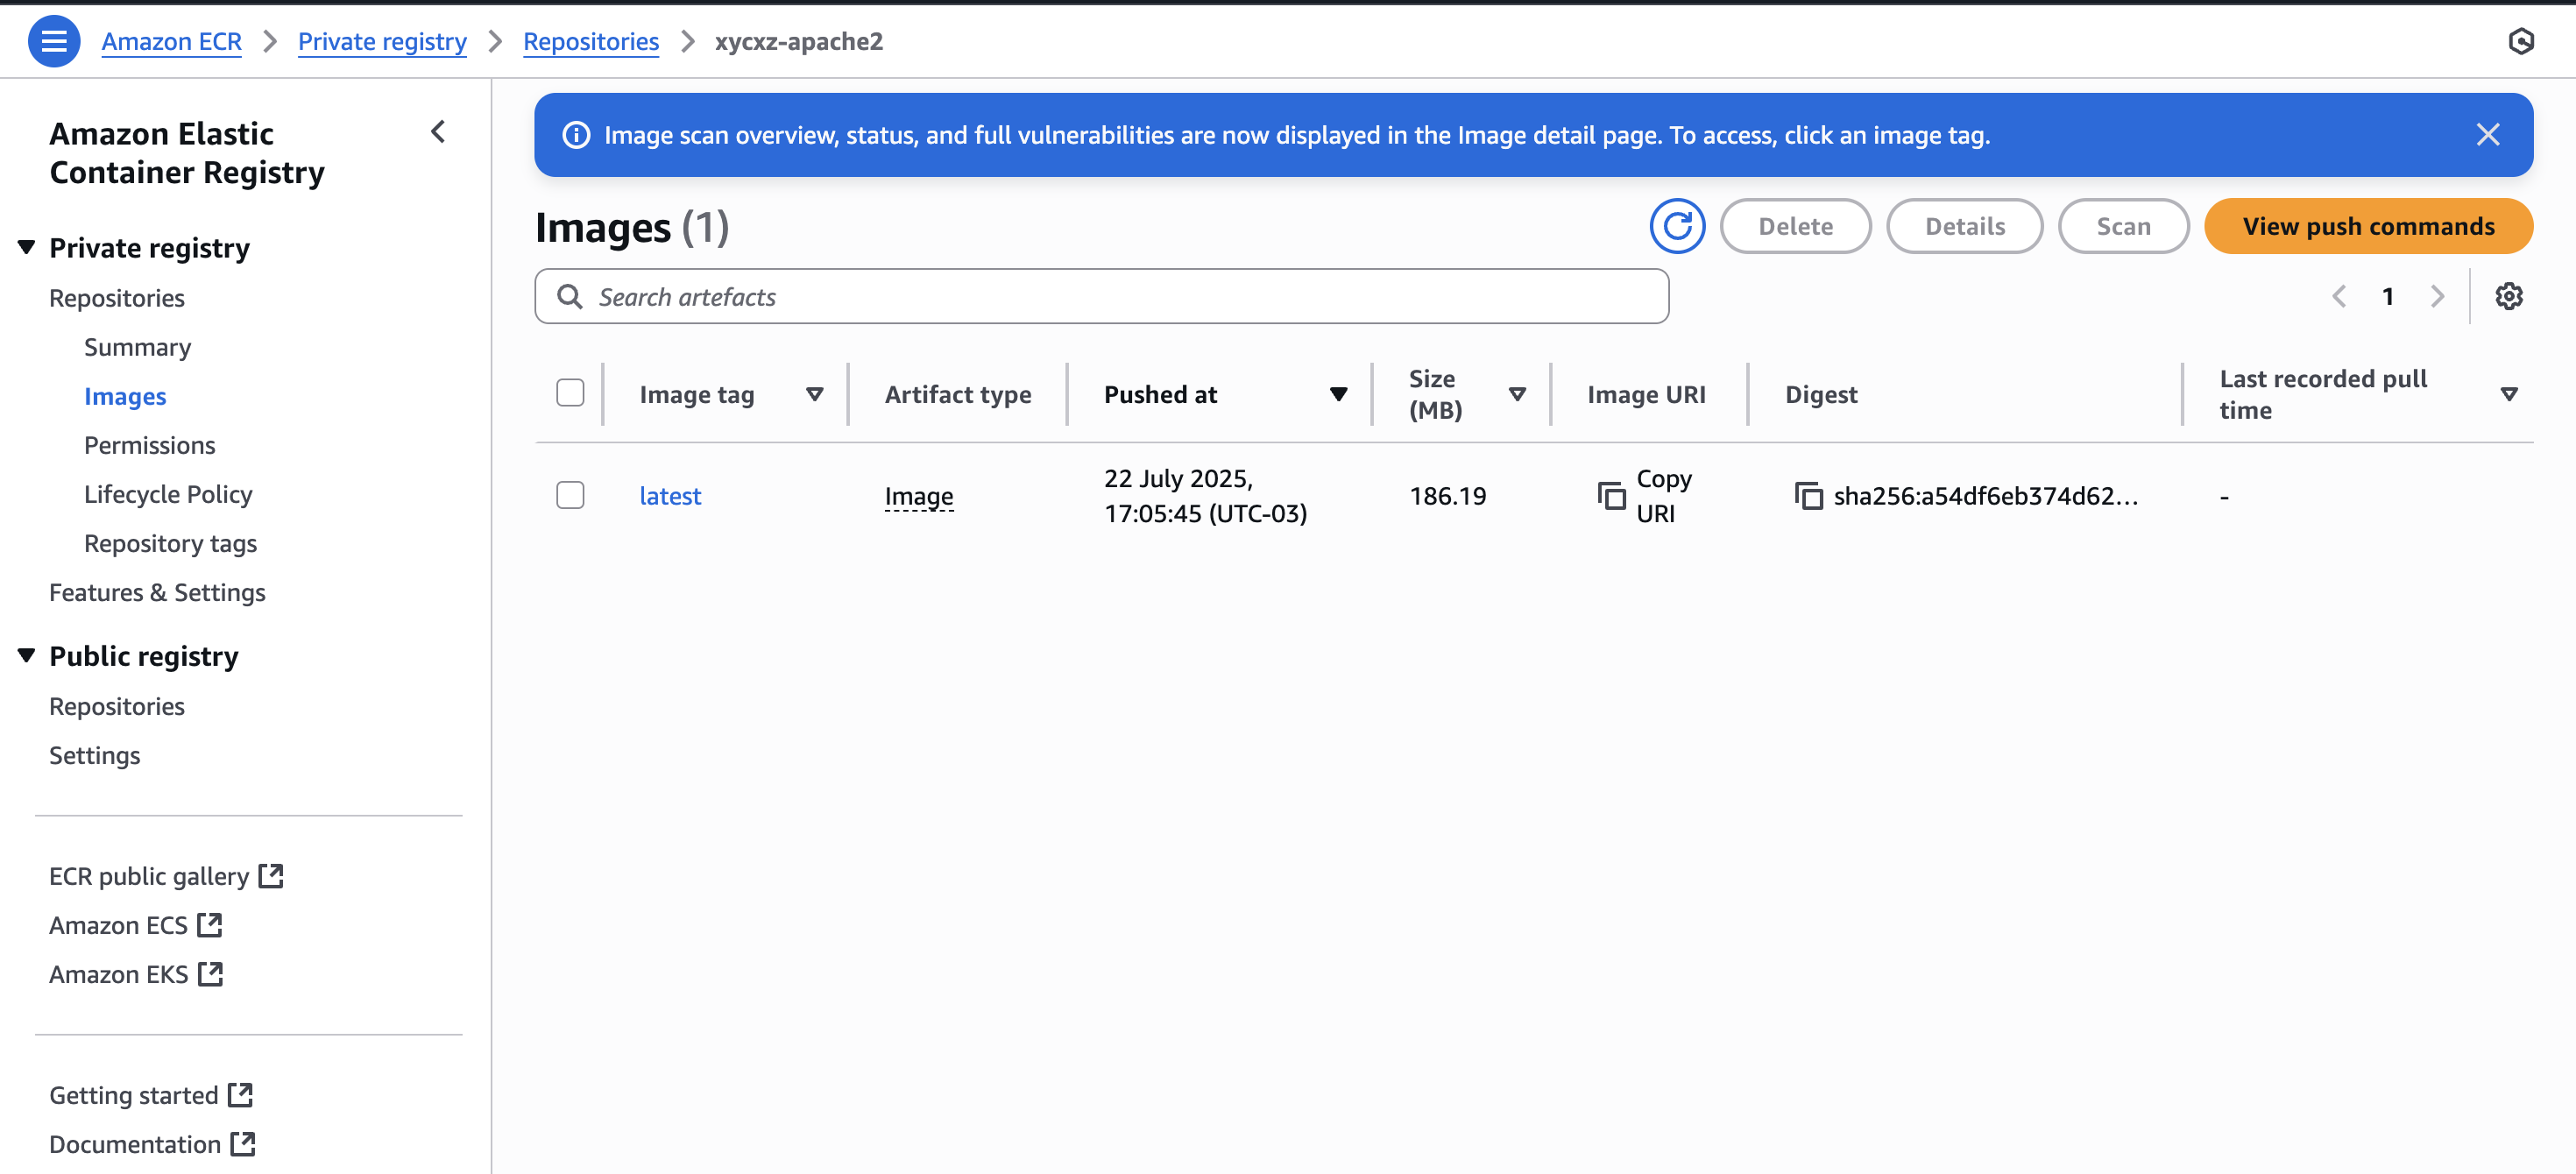 Amazon ECR
Private registry
Repositories
xycxz-apache2
Amazon Elastic
Container Registry
Private registry
Repositories
Summary
Images
Permissions
Lifecycle Policy
Repository tags
Features & Settings
Public registry
Repositories
Settings
ECR public gallery
Amazon ECS
Amazon EKS
Getting started
Documentation
Image scan overview, status, and full vulnerabilities are now displayed in the Image detail page. To access, click an image tag.
Images (1)
Delete
Details
Scan
View push commands
Search artefacts
1
Image tag
Artifact type
Pushed at
Size
(MB)
Image URI
Digest
Last recorded pull
time
latest
Image
22 July 2025,
17:05:45 (UTC-03)
186.19
Copy
URI
sha256:a54df6eb374d62...
-